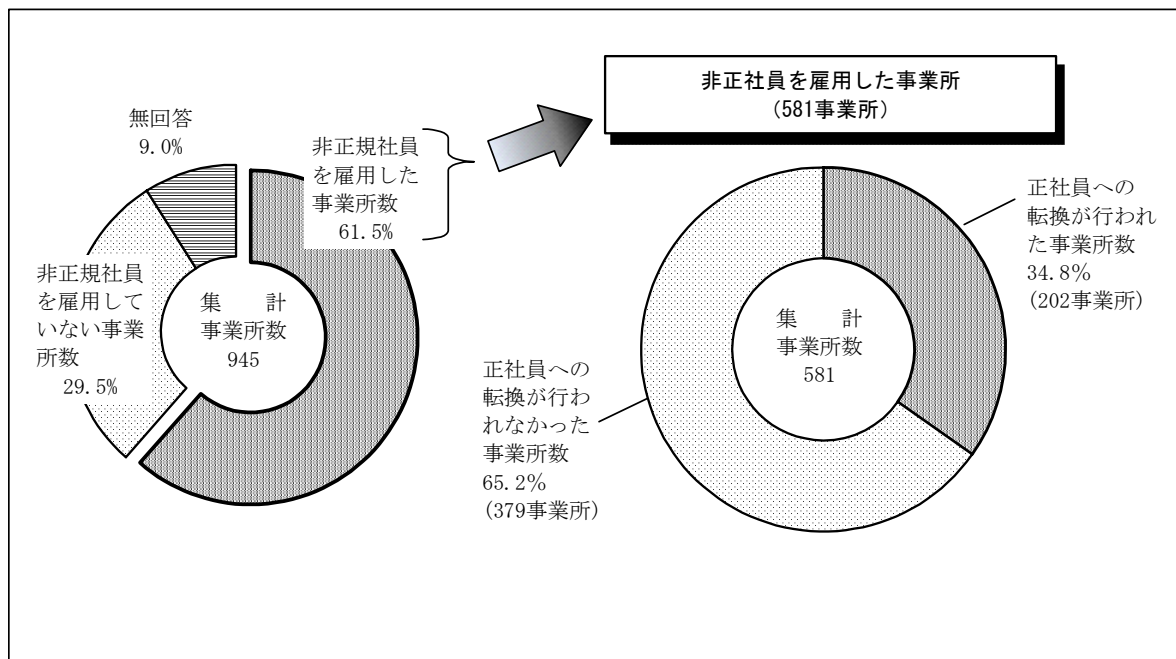 無回答
9.0%
非正規社員
を雇用した
事業所数
61.5%
非正規社員
を雇用して
いない事業
所数
29.5%
集　　計
事業所数
945
非正社員を雇用した事業所
(581事業所)
正社員への
転換が行われ
た事業所数
34.8%
(202事業所)
集　　計
事業所数
581
正社員への
転換が行わ
れなかった
事業所数
65.2%
(379事業所)